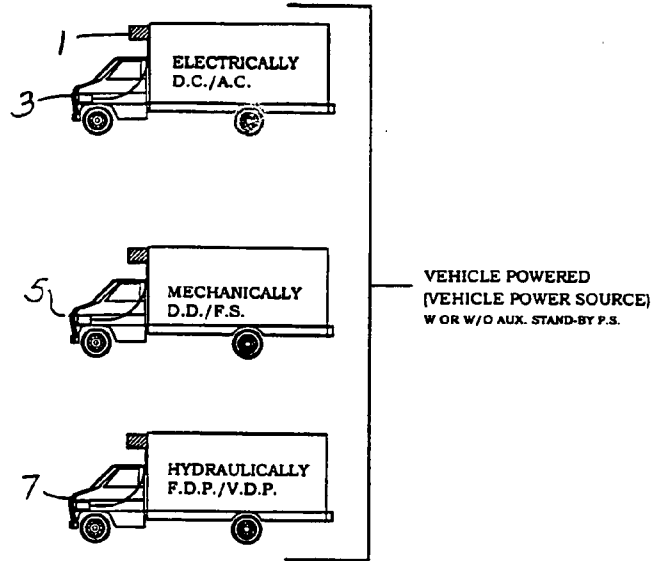 1
ELECTRICALLY
D.C./A.C.
3
5
MECHANICALLY
D.D./F.S.
VEHICLE POWERED
(VEHICLE POWER SOURCE)
W OR W/O AUX. STAND-BY P.S.
7
HYDRAULICALLY
F.D.P./V.D.P.